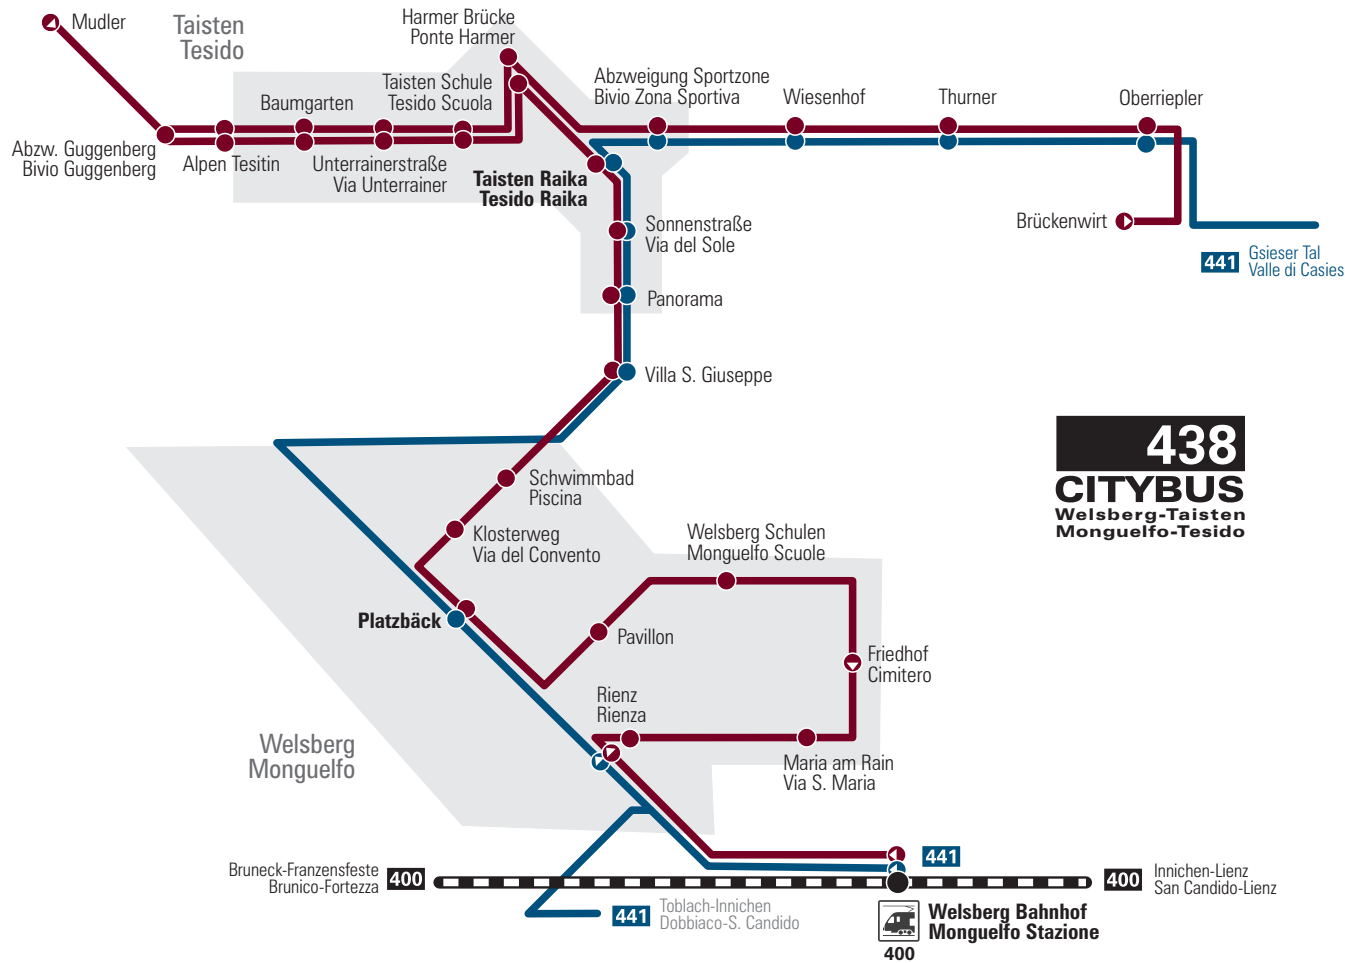 Mudler
Taisten
Tesido
Harmer Brücke
Ponte Harmer
Taisten Schule
Tesido Scuola
Baumgarten
Abzweigung Sportzone
Bivio Zona Sportiva
Wiesenhof
Thurner
Oberriepler
Abzw. Guggenberg
Bivio Guggenberg
Alpen Tesitin
Unterrainerstraße
Via Unterrainer
Taisten Raika
Tesido Raika
Sonnenstraße
Via del Sole
Brückenwirt
441
Gsieser Tal
Valle di Casies
Panorama
Villa S. Giuseppe
438
CITYBUS
Welsberg-Taisten
Monguelfo-Tesido
Schwimmbad
Piscina
Klosterweg
Via del Convento
Welsberg Schulen
Monguelfo Scuole
Platzbäck
Pavillon
Friedhof
Cimitero
Rienz
Rienza
Welsberg
Monguelfo
Maria am Rain
Via S. Maria
441
Bruneck-Franzensfeste
Brunico-Fortezza
400
400
Innichen-Lienz
San Candido-Lienz
441
Toblach-Innichen
Dobbiaco-S. Candido
Welsberg Bahnhof
Monguelfo Stazione
400